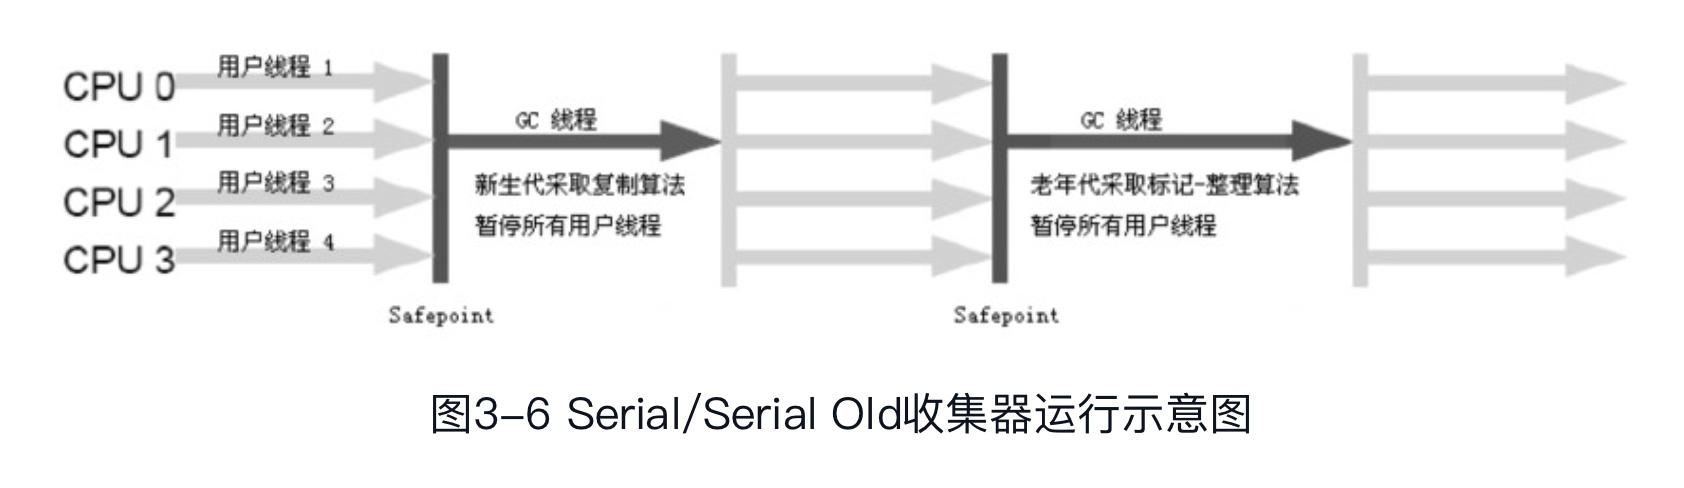 CPU 0
用户线程 1
CPU 1
用户线程 2
CPU 2
用户线程 3
CPU 3
用户线程 4
GC 线程
新生代采取复制算法
暂停所有用户线程
Safepoint
GC 线程
老年代采取标记-整理算法
暂停所有用户线程
Safepoint
图3-6 Serial/Serial Old收集器运行示意图